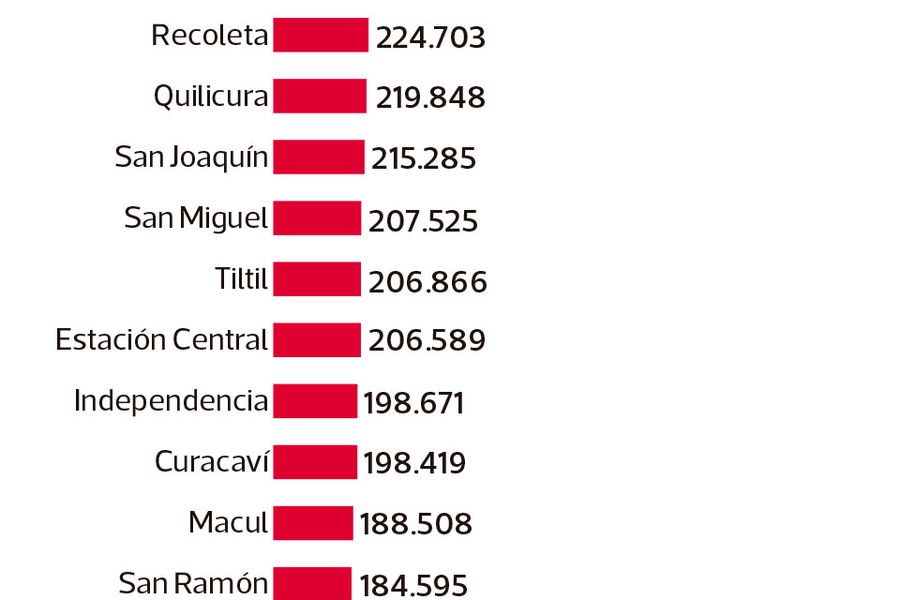 Recoleta 224.703
Quilicura 219.848
San Joaquín 215.285
San Miguel 207.525
Tiltil 206.866
Estación Central 206.589
Independencia 198.671
Curacaví 198.419
Macul 188.508
San Ramón 184.595